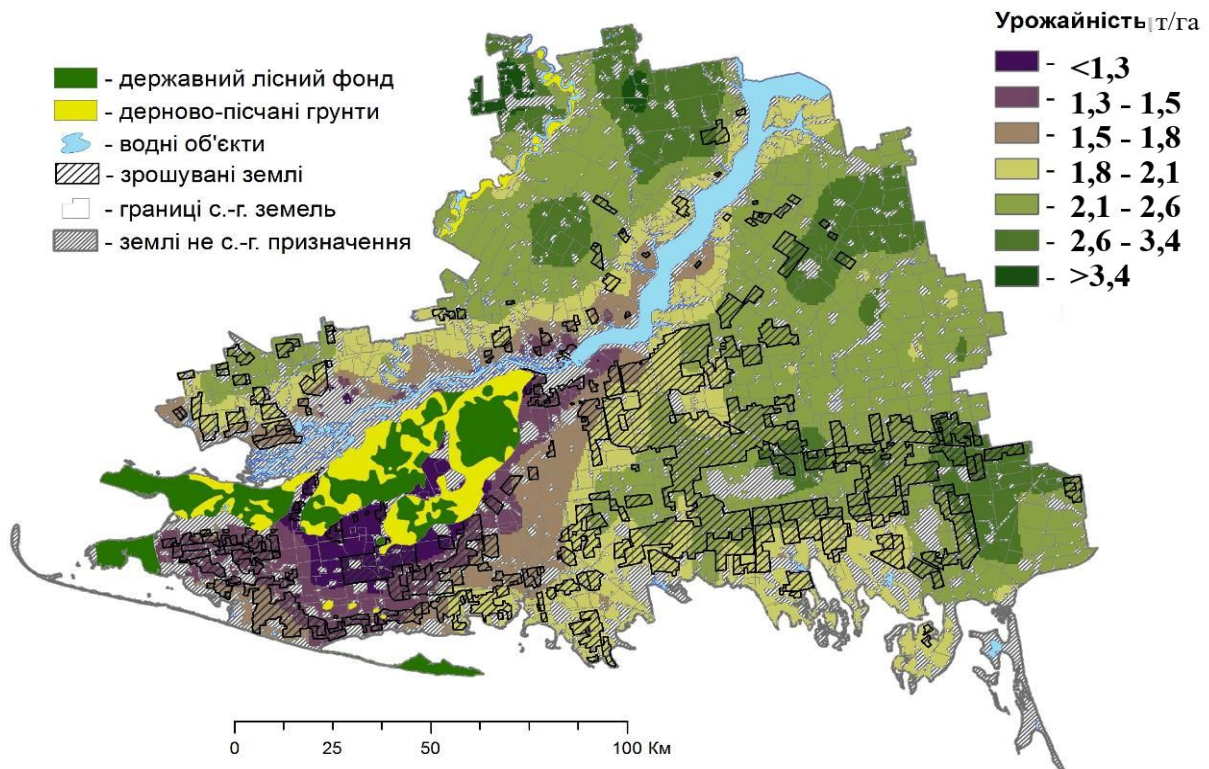 - державний лісний фонд
- дерново-пісчані грунти
- водні об'єкти
- зрошувані землі
- границі с.-г. земель
- землі не с.-г. призначення
Урожайність т/га
- <1,3
- 1,3 - 1,5
- 1,5 - 1,8
- 1,8 - 2,1
- 2,1 - 2,6
- 2,6 - 3,4
- >3,4
0 25 50 100 Км